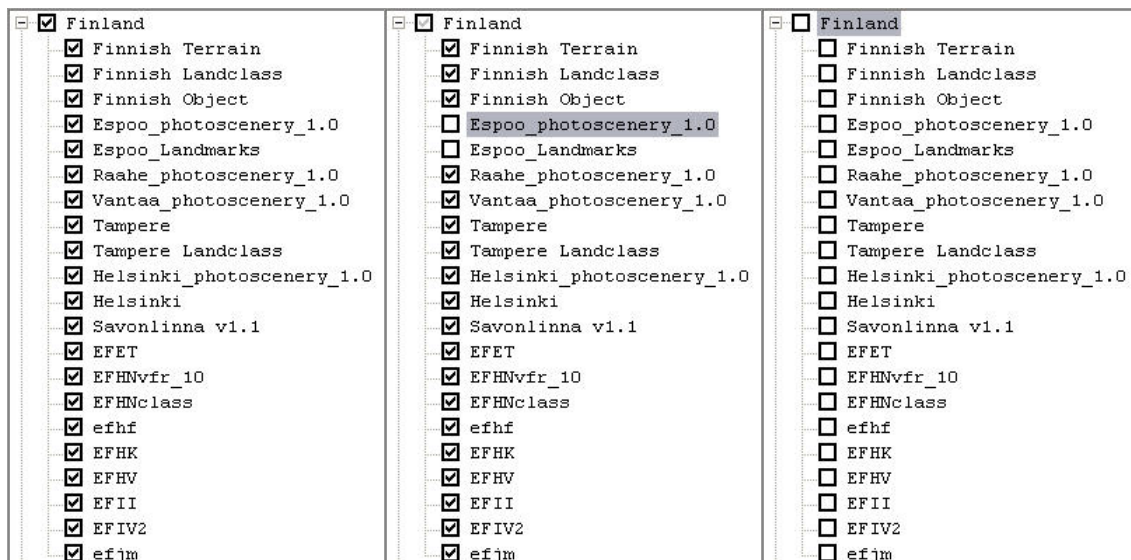 Finland
Finnish Terrain
Finnish Landclass
Finnish Object
Espoo_photoscenery_1.0
Espoo_Landmarks
Raahe_photoscenery_1.0
Vantaa_photoscenery_1.0
Tampere
Tampere Landclass
Helsinki_photoscenery_1.0
Helsinki
Savonlinna v1.1
EFET
EFHNvfr_10
EFHNclass
efhf
EFHK
EFHV
EFII
EFIV2
efjm
Finland
Finnish Terrain
Finnish Landclass
Finnish Object
Espoo_photoscenery_1.0
Espoo_Landmarks
Raahe_photoscenery_1.0
Vantaa_photoscenery_1.0
Tampere
Tampere Landclass
Helsinki_photoscenery_1.0
Helsinki
Savonlinna v1.1
EFET
EFHNvfr_10
EFHNclass
efhf
EFHK
EFHV
EFII
EFIV2
efjm
Finland
Finnish Terrain
Finnish Landclass
Finnish Object
Espoo_photoscenery_1.0
Espoo_Landmarks
Raahe_photoscenery_1.0
Vantaa_photoscenery_1.0
Tampere
Tampere Landclass
Helsinki_photoscenery_1.0
Helsinki
Savonlinna v1.1
EFET
EFHNvfr_10
EFHNclass
efhf
EFHK
EFHV
EFII
EFIV2
efjm